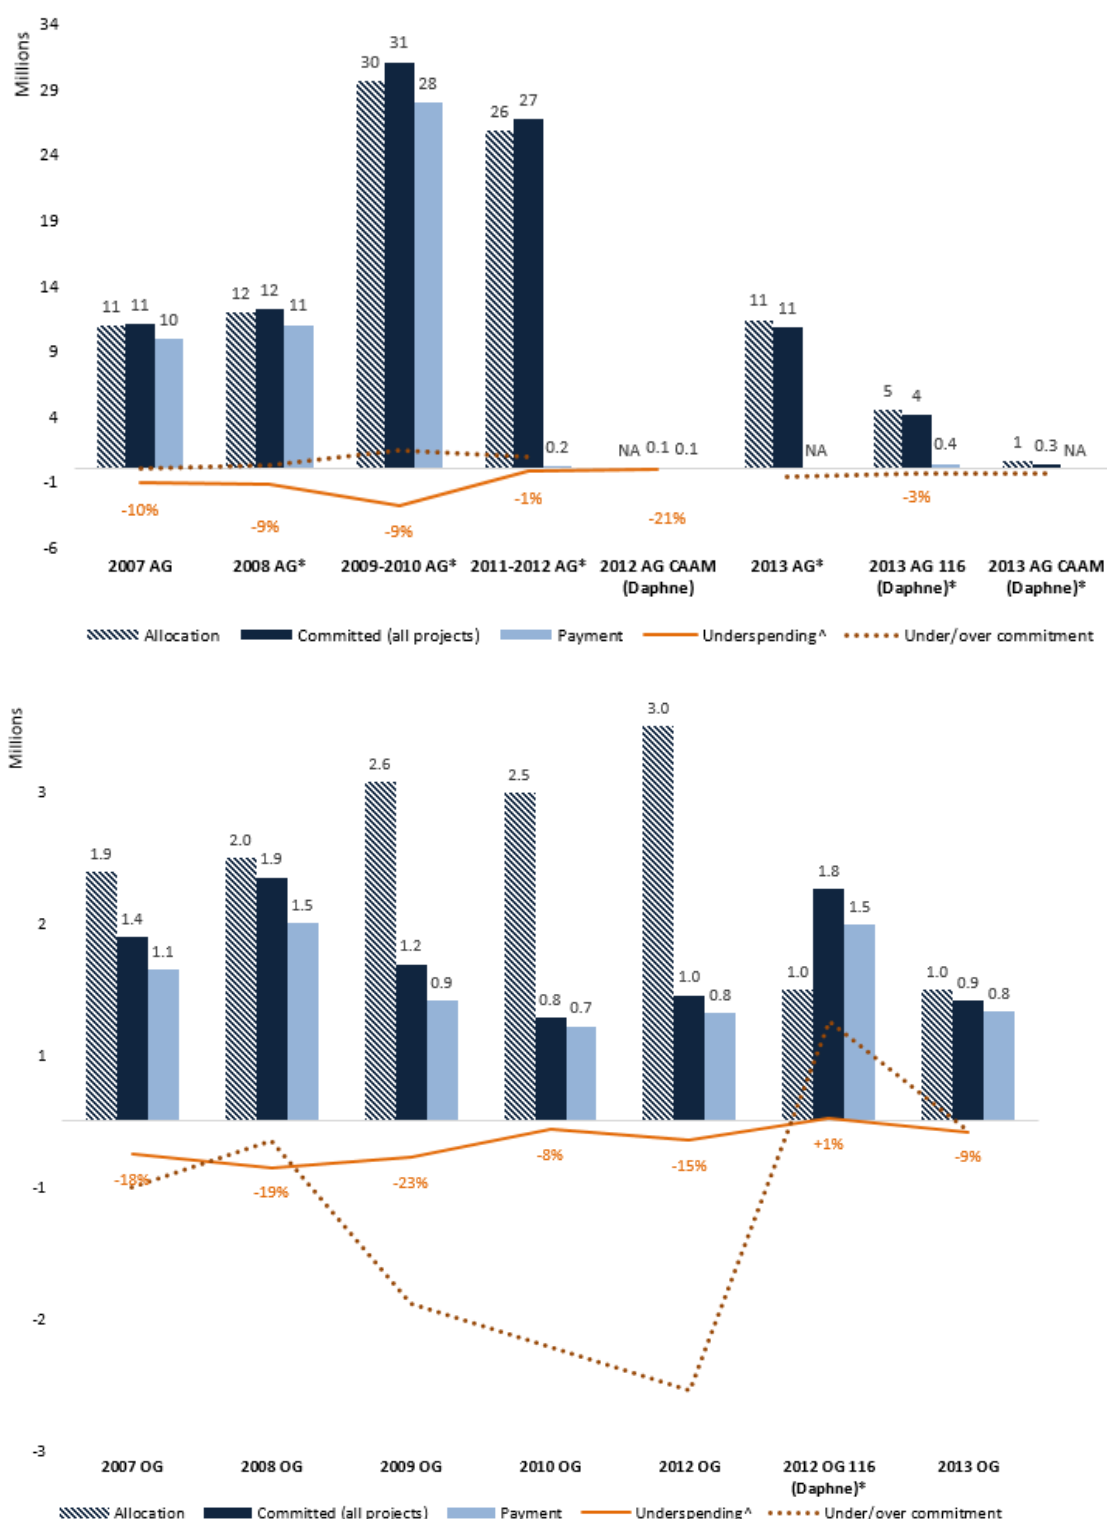 Millions
34
29
24
19
14
9
4
-1
-6
11 11 10
12 12 11
30 31 28
26 27 0.2
NA 0.1 0.1
11 11 NA
5 4 0.4
1 0.3 NA
-10% -9% -9% -1% -21% -3%
2007 AG 2008 AG* 2009-2010 AG* 2011-2012 AG* 2012 AG CAAM 2013 AG* 2013 AG 116 2013 AG CAAM
(Daphne) (Daphne)* (Daphne)*
Allocation Committed (all projects) Payment Underspending^ Under/over commitment
Millions
3
2
1
-1
-2
-3
1.9 1.4 1.1
2.0 1.9 1.5
2.6 1.2 0.9
2.5 0.8 0.7
3.0 1.0 0.8
1.0 1.8 1.5
1.0 0.9 0.8
-18% -19% -23% -8% -15% +1% -9%
2007 OG 2008 OG 2009 OG 2010 OG 2012 OG 2012 OG 116 2013 OG
(Daphne)*
Allocation Committed (all projects) Payment Underspending^ Under/over commitment